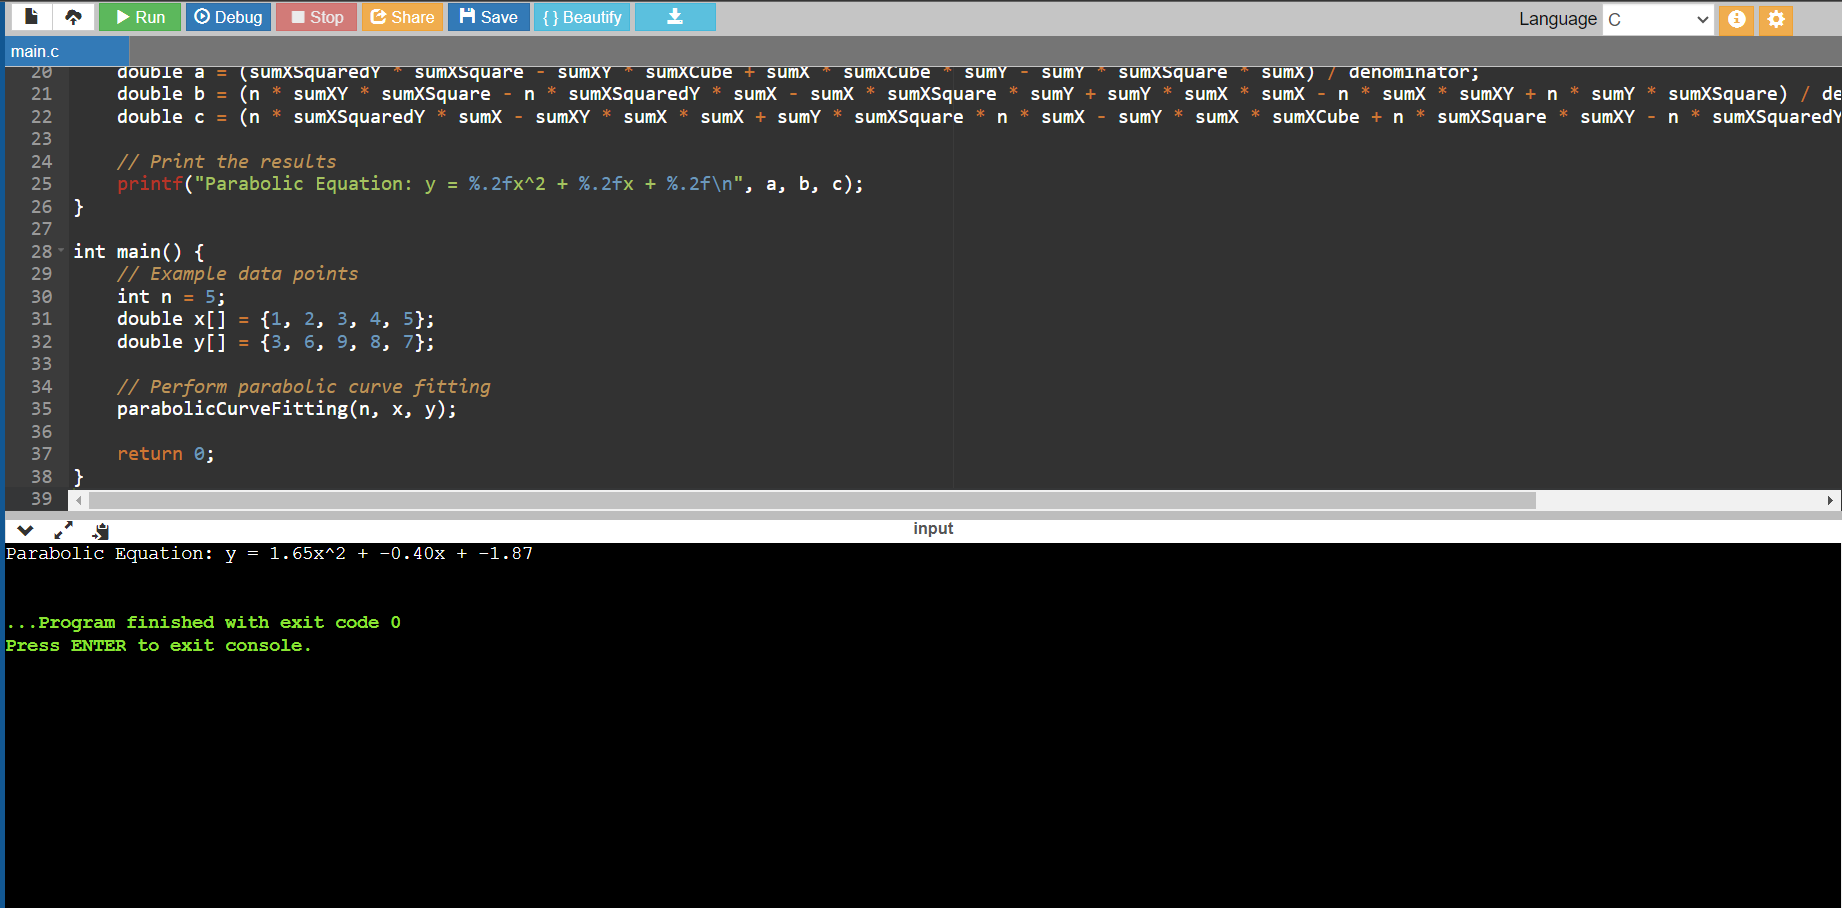 Run Debug Stop Share Save { } Beautify Language C
main.c
20 double a = (sumXSquaredY * sumXSquare - sumXY * sumXCube + sumX * sumXCube * sumY - sumY * sumXSquare * sumX) / denominator;
21 double b = (n * sumXY * sumXSquare - n * sumXSquaredY * sumX - sumX * sumXSquare * sumY + sumY * sumX * sumX - n * sumX * sumXY + n * sumY * sumXSquare) / de
22 double c = (n * sumXSquaredY * sumX - sumXY * sumX * sumX + sumY * sumXSquare * n * sumX - sumY * sumX * sumXCube + n * sumXSquare * sumXY - n * sumXSquaredY
23
24 // Print the results
25 printf("Parabolic Equation: y = %.2fx^2 + %.2fx + %.2f\n", a, b, c);
26 }
27
28 int main() {
29 // Example data points
30 int n = 5;
31 double x[] = {1, 2, 3, 4, 5};
32 double y[] = {3, 6, 9, 8, 7};
33
34 // Perform parabolic curve fitting
35 parabolicCurveFitting(n, x, y);
36
37 return 0;
38 }
39
input
Parabolic Equation: y = 1.65x^2 + -0.40x + -1.87
...Program finished with exit code 0
Press ENTER to exit console.